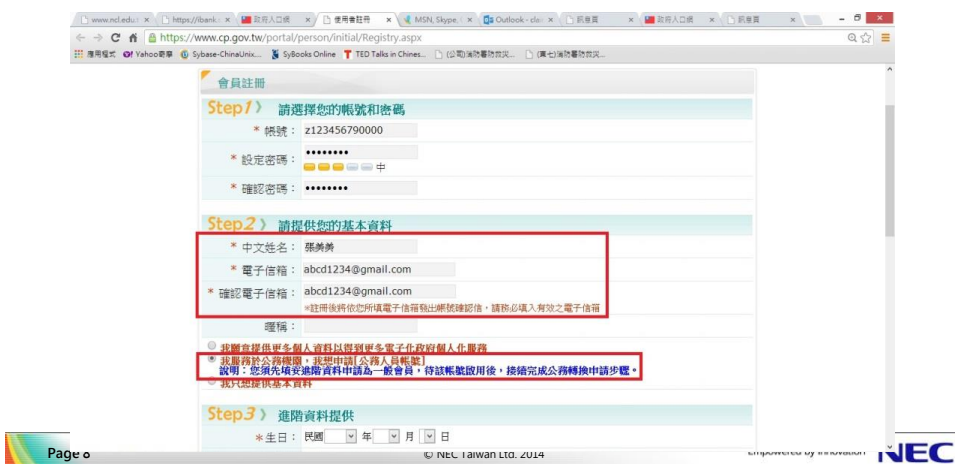 www.ncl.edu.t
https://ibank.c
政府入口網
使用者註冊
MSN, Skype,
Outlook - clex
訊息頁
政府入口網
訊息頁
https://www.cp.gov.tw/portal/person/initial/Registry.aspx
應用程式
Yahoo奇摩
Sybase-ChinaUnix...
SyBooks Online
TED Talks in Chines...
(公司)消防署防救災...
(寬七)消防署防救災...
會員註冊
Step1》 請選擇您的帳號和密碼
* 帳號： z123456790000
* 設定密碼： ••••••••
中
* 確認密碼： ••••••••
Step2》 請提供您的基本資料
* 中文姓名： 張美美
* 電子信箱： abcd1234@gmail.com
* 確認電子信箱： abcd1234@gmail.com
*註冊後將依您所填電子信箱發出帳號確認信，請務必填入有效之電子信箱
暱稱：
我願意提供更多個人資料以得到更多電子化政府個人化服務
我服務於公務機關，我想申請[公務人員帳號]
說明：您須先填妥進階資料申請為一般會員，待該帳號啟用後，接續完成公務轉換申請步驟。
我只想提供基本資料
Step3》 進階資料提供
*生日： 民國 年 月 日
Page 8
© NEC Taiwan Ltd. 2014
Empowered by Innovation
NEC